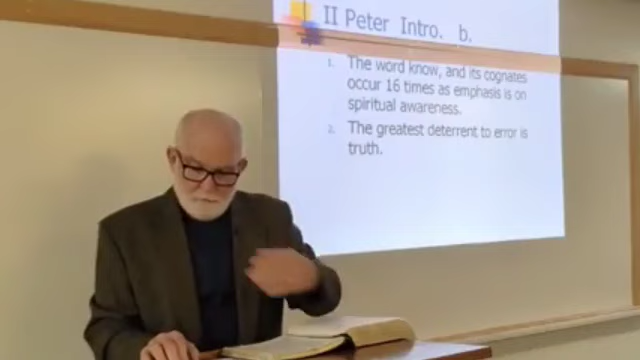 II Peter Intro. b.
1. The word know, and its cognates
occur 16 times as emphasis is on
spiritual awareness.
2. The greatest deterrent to error is
truth.